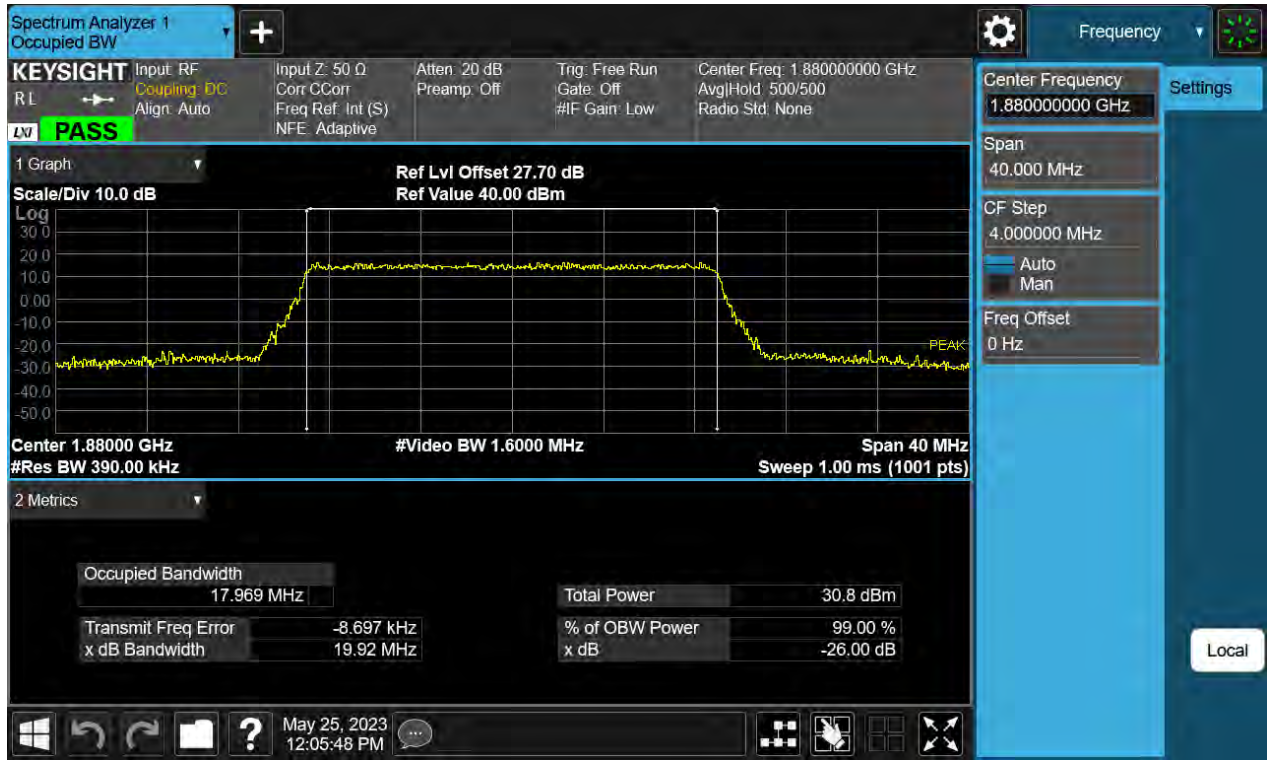 Spectrum Analyzer 1
Occupied BW
+
Frequency
KEYSIGHT
RL
LXI
PASS
Input: RF
Coupling: DC
Align: Auto
Input Z: 50 Ω
Corr CCorr
Freq Ref: Int (S)
NFE: Adaptive
Atten: 20 dB
Preamp: Off
Trig: Free Run
Gate: Off
#IF Gain: Low
Center Freq: 1.880000000 GHz
Avg|Hold: 500/500
Radio Std: None
1 Graph
Scale/Div 10.0 dB
Ref Lvl Offset 27.70 dB
Ref Value 40.00 dBm
Log
30.0
20.0
10.0
0.00
-10.0
-20.0
-30.0
-40.0
-50.0
PEAK
Center 1.88000 GHz
#Video BW 1.6000 MHz
Span 40 MHz
#Res BW 390.00 kHz
Sweep 1.00 ms (1001 pts)
2 Metrics
Occupied Bandwidth
17.969 MHz
Total Power 30.8 dBm
Transmit Freq Error -8.697 kHz
% of OBW Power 99.00 %
x dB Bandwidth 19.92 MHz
x dB -26.00 dB
?
May 25, 2023
12:05:48 PM
Center Frequency
1.880000000 GHz
Settings
Span
40.000 MHz
CF Step
4.000000 MHz
Auto
Man
Freq Offset
0 Hz
Local